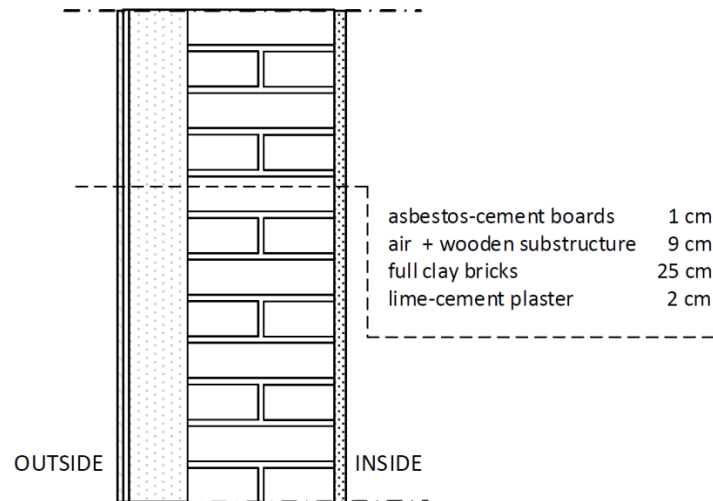 asbestos-cement boards 1 cm
air + wooden substructure 9 cm
full clay bricks 25 cm
lime-cement plaster 2 cm
OUTSIDE INSIDE